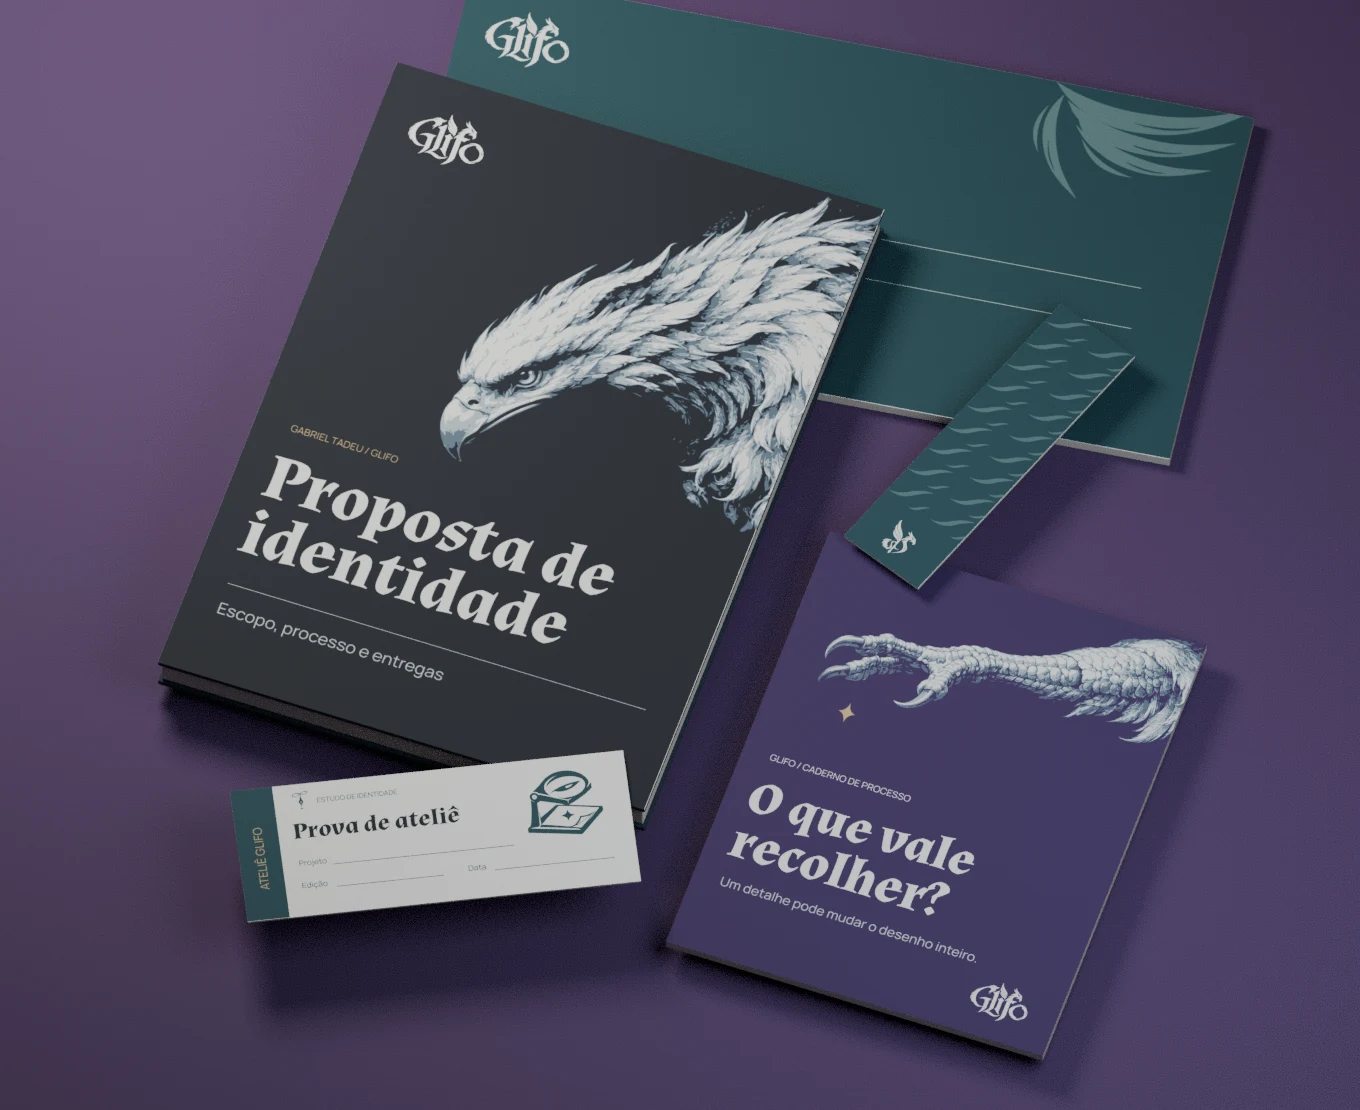 Glifo
Glifo
GABRIEL TADEU / GLIFO
Proposta de
identidade
Escopo, processo e entregas
ATELIÊ GLIFO
ESTUDO DE IDENTIDADE
Prova de ateliê
Projeto
Data
Edição
GLIFO / CADERNO DE PROCESSO
O que vale
recolher?
Um detalhe pode mudar o desenho inteiro.
Glifo